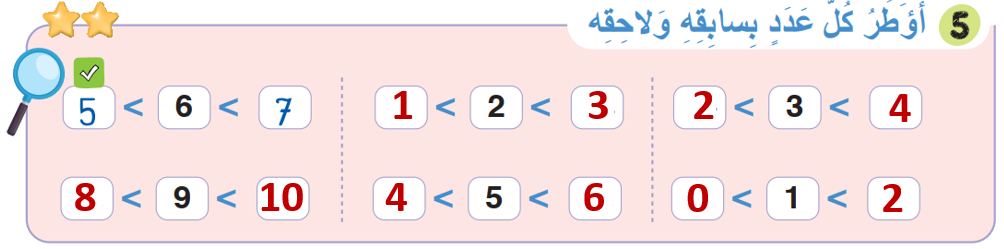 5 أُؤَطِّرُ كُلَّ عَدَدٍ بِسابِقِهِ وَلاحِقِه
5 < 6 < 7   1 < 2 < 3   2 < 3 < 4
8 < 9 < 10   4 < 5 < 6   0 < 1 < 2